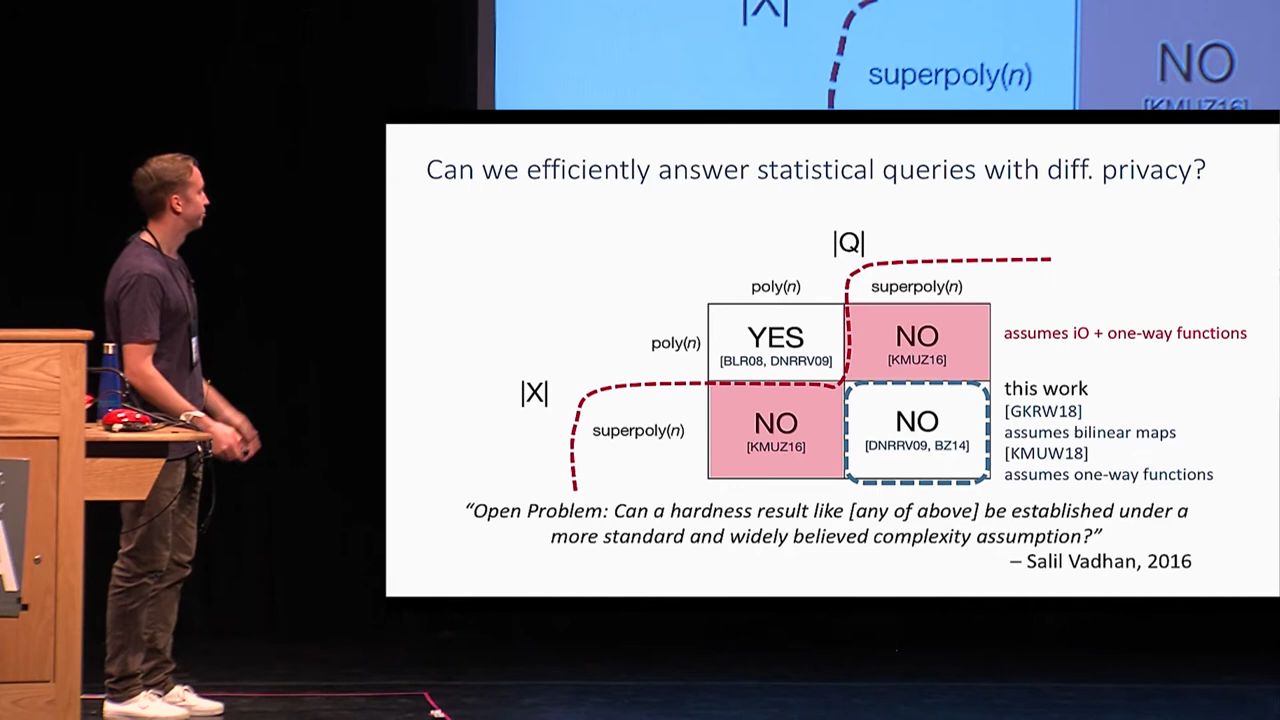 |X|
superpoly(n)
NO
[KMUZ16]
Can we efficiently answer statistical queries with diff. privacy?
|Q|
poly(n)
superpoly(n)
poly(n)
YES
[BLR08, DNRRV09]
NO
[KMUZ16]
assumes iO + one-way functions
|X|
superpoly(n)
NO
[KMUZ16]
NO
[DNRRV09, BZ14]
this work
[GKRW18]
assumes bilinear maps
[KMUW18]
assumes one-way functions
“Open Problem: Can a hardness result like [any of above] be established under a
more standard and widely believed complexity assumption?”
– Salil Vadhan, 2016